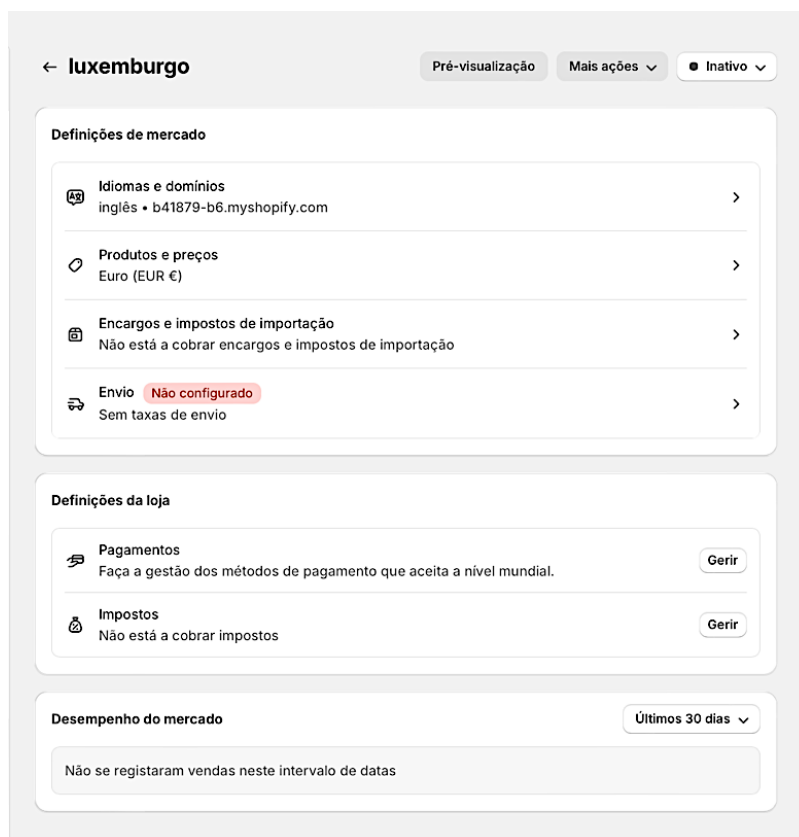 ← luxemburgo
Pré-visualização
Mais ações
Inativo
Definições de mercado
Idiomas e domínios
inglês • b41879-b6.myshopify.com
Produtos e preços
Euro (EUR €)
Encargos e impostos de importação
Não está a cobrar encargos e impostos de importação
Envio Não configurado
Sem taxas de envio
Definições da loja
Pagamentos
Faça a gestão dos métodos de pagamento que aceita a nível mundial.
Gerir
Impostos
Não está a cobrar impostos
Gerir
Desempenho do mercado
Últimos 30 dias
Não se registaram vendas neste intervalo de datas